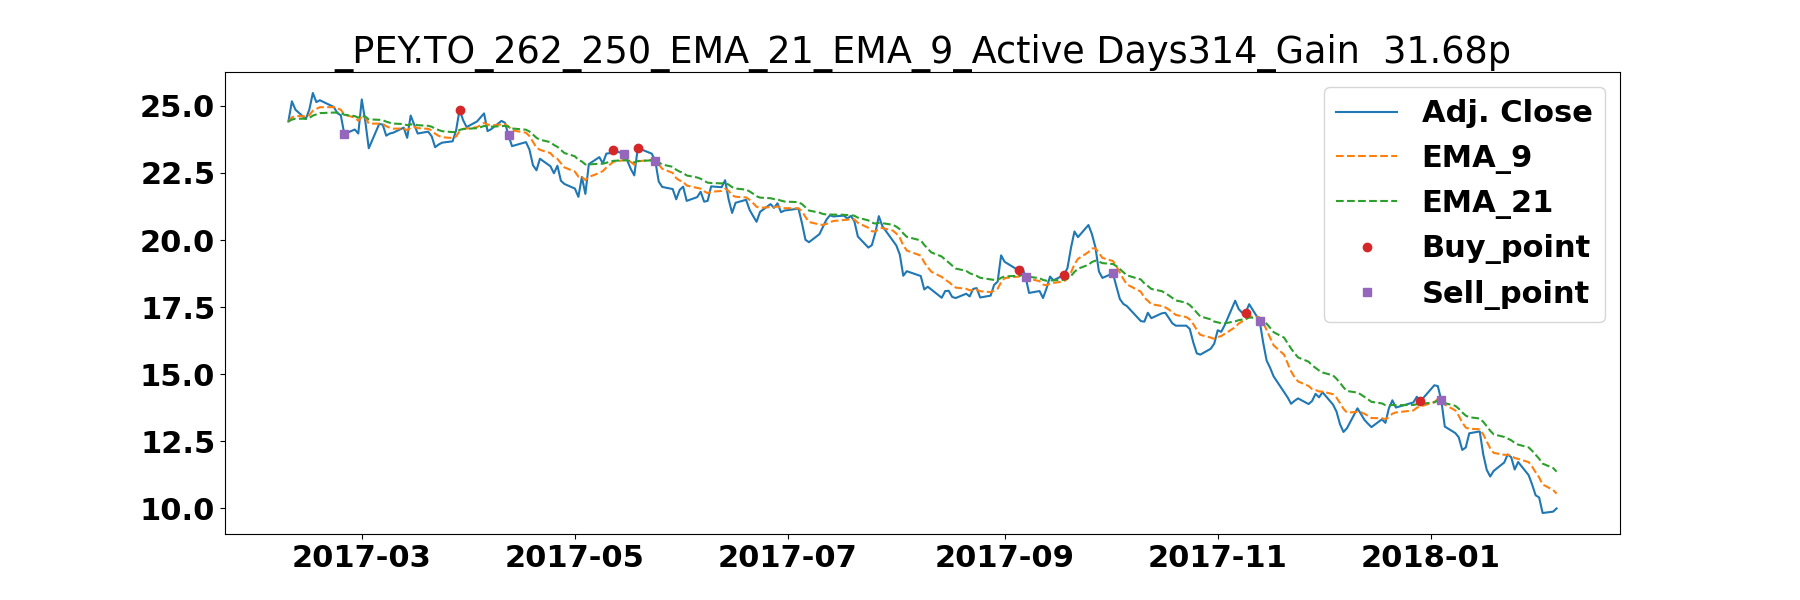 _PEY.TO_262_250_EMA_21_EMA_9_Active Days314_Gain  31.68p
25.0
22.5
20.0
17.5
15.0
12.5
10.0
Adj. Close
EMA_9
EMA_21
Buy_point
Sell_point
2017-03 2017-05 2017-07 2017-09 2017-11 2018-01